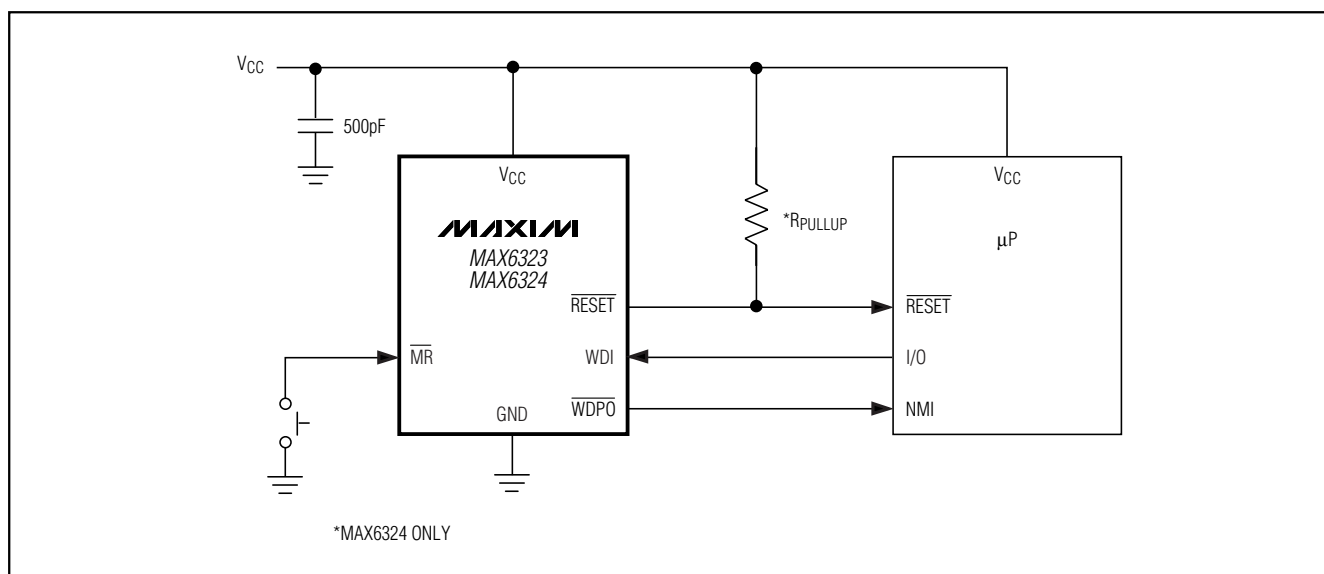 VCC
500pF
VCC
MAXIM
MAX6323
MAX6324
RESET
MR
WDI
GND
WDPO
*RPULLUP
VCC
µP
RESET
I/O
NMI
*MAX6324 ONLY